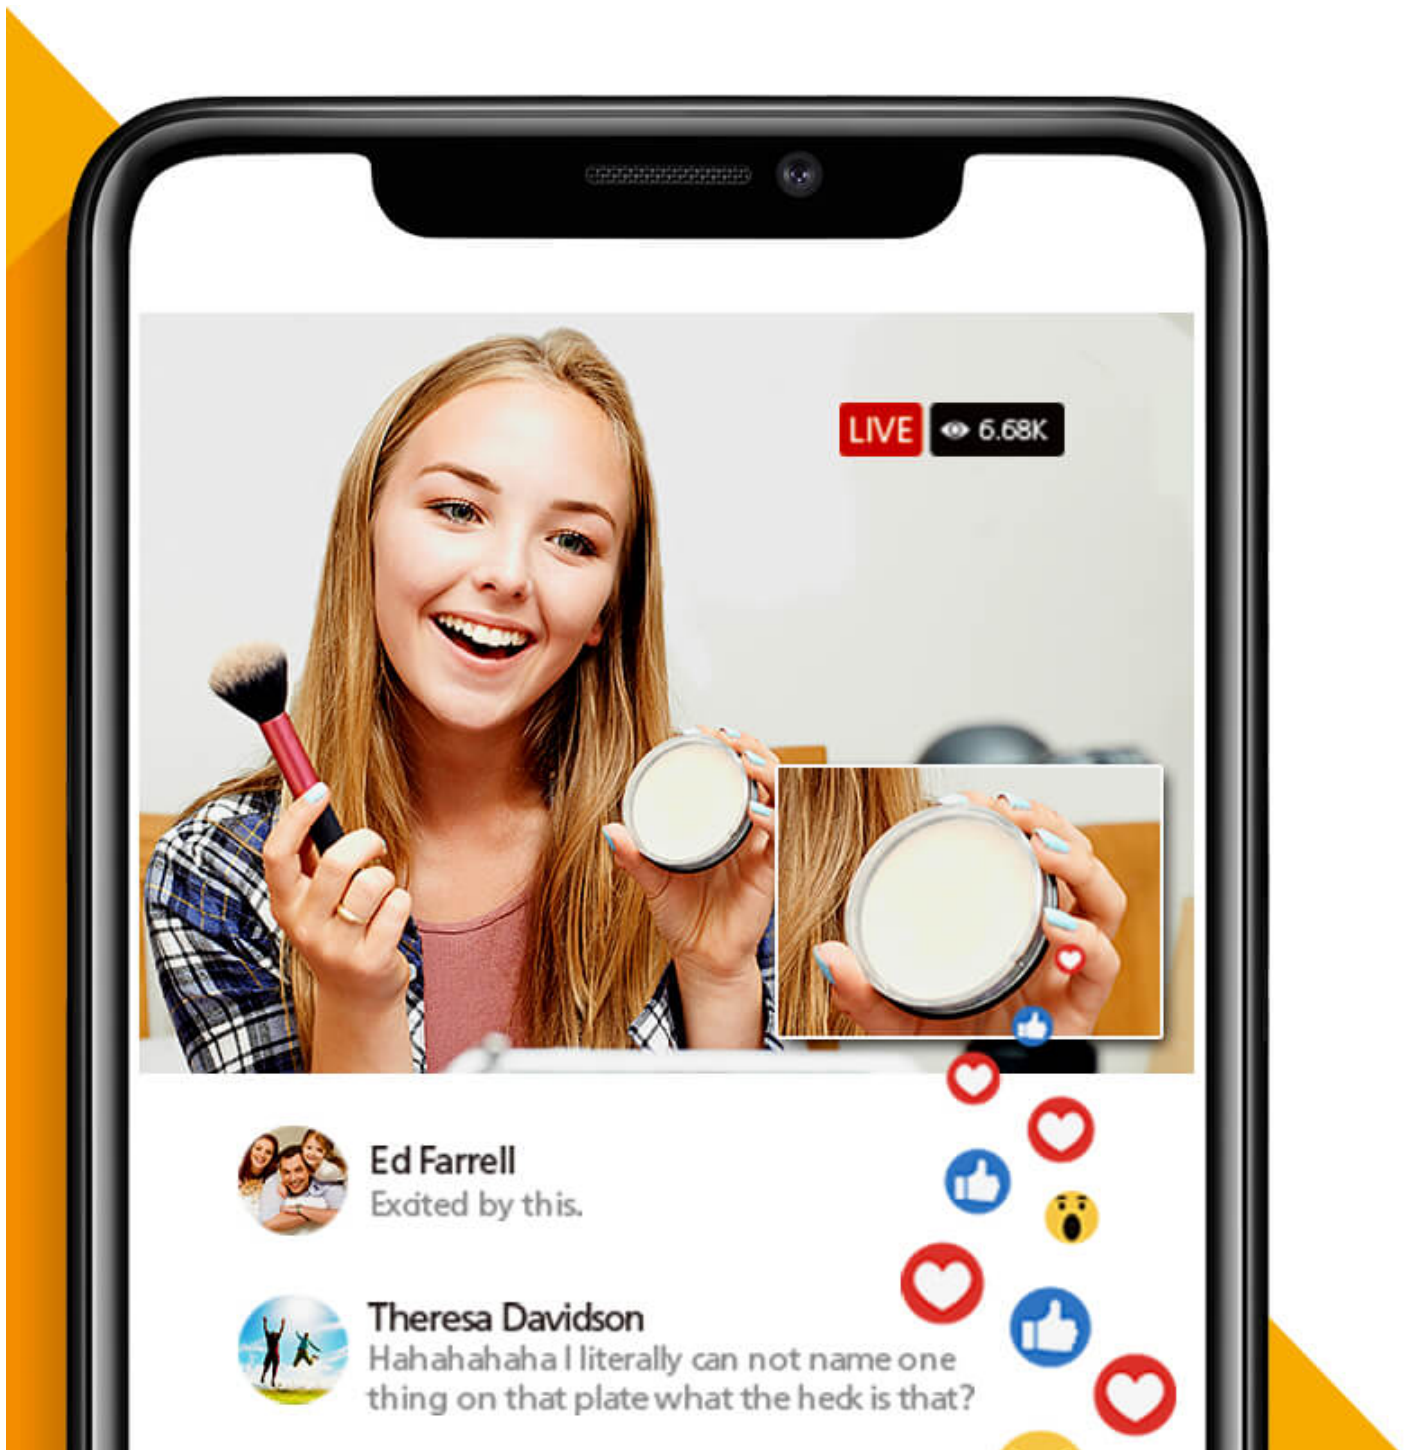 LIVE 6.68K
Ed Farrell
Excited by this.
Theresa Davidson
Hahahahaha I literally can not name one
thing on that plate what the heck is that?